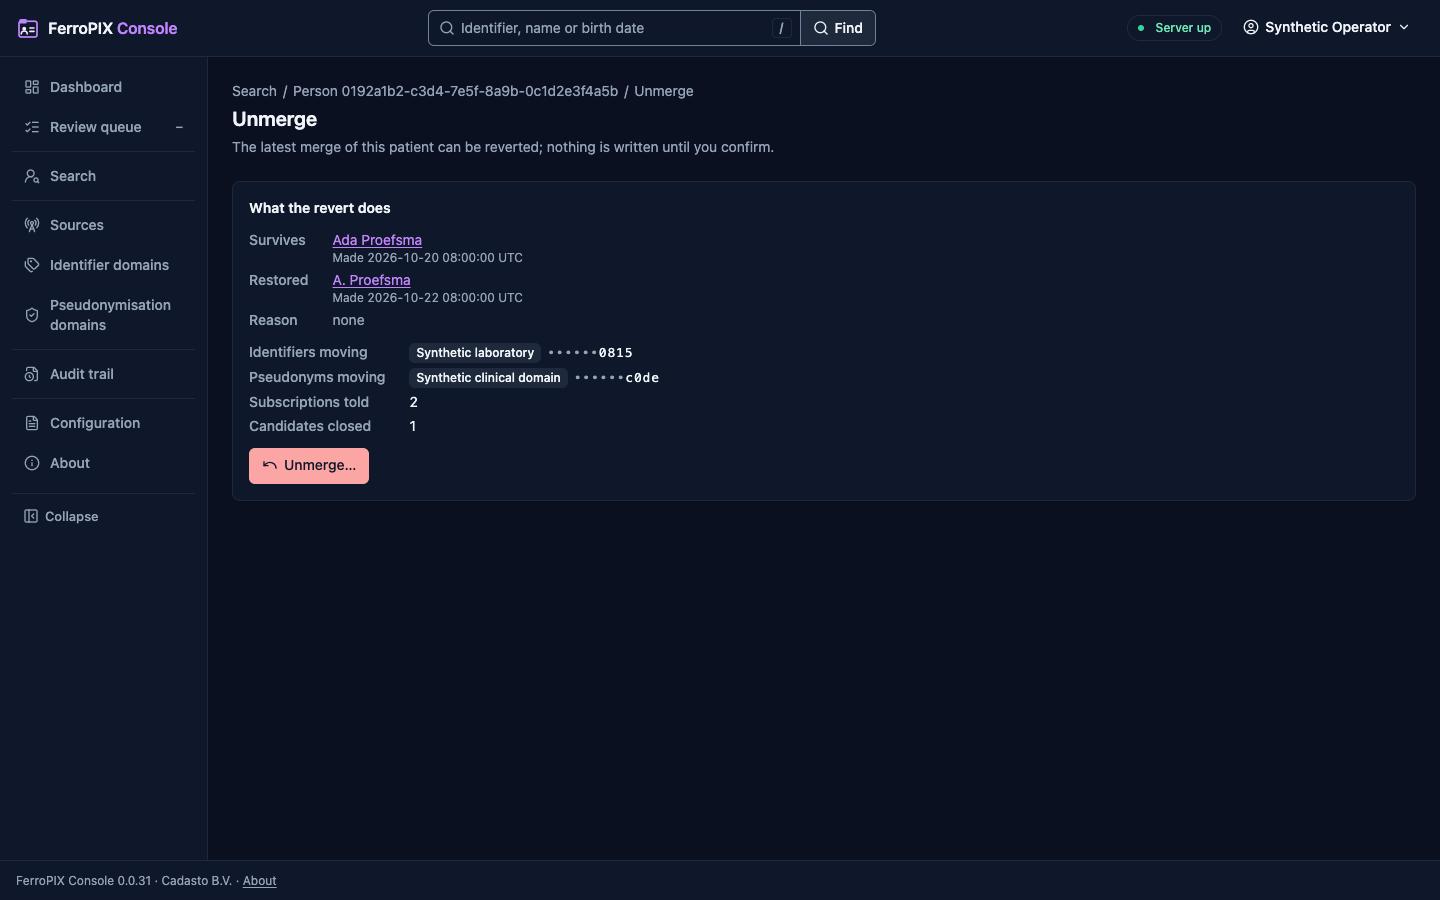 FerroPIX Console
Identifier, name or birth date
/
Find
Server up
Synthetic Operator
Dashboard
Review queue –
Search
Sources
Identifier domains
Pseudonymisation
domains
Audit trail
Configuration
About
Collapse
Search / Person 0192a1b2-c3d4-7e5f-8a9b-0c1d2e3f4a5b / Unmerge
Unmerge
The latest merge of this patient can be reverted; nothing is written until you confirm.
What the revert does
Survives Ada Proefsma
Made 2026-10-20 08:00:00 UTC
Restored A. Proefsma
Made 2026-10-22 08:00:00 UTC
Reason none
Identifiers moving Synthetic laboratory ••••••0815
Pseudonyms moving Synthetic clinical domain ••••••c0de
Subscriptions told 2
Candidates closed 1
Unmerge...
FerroPIX Console 0.0.31 · Cadasto B.V. · About